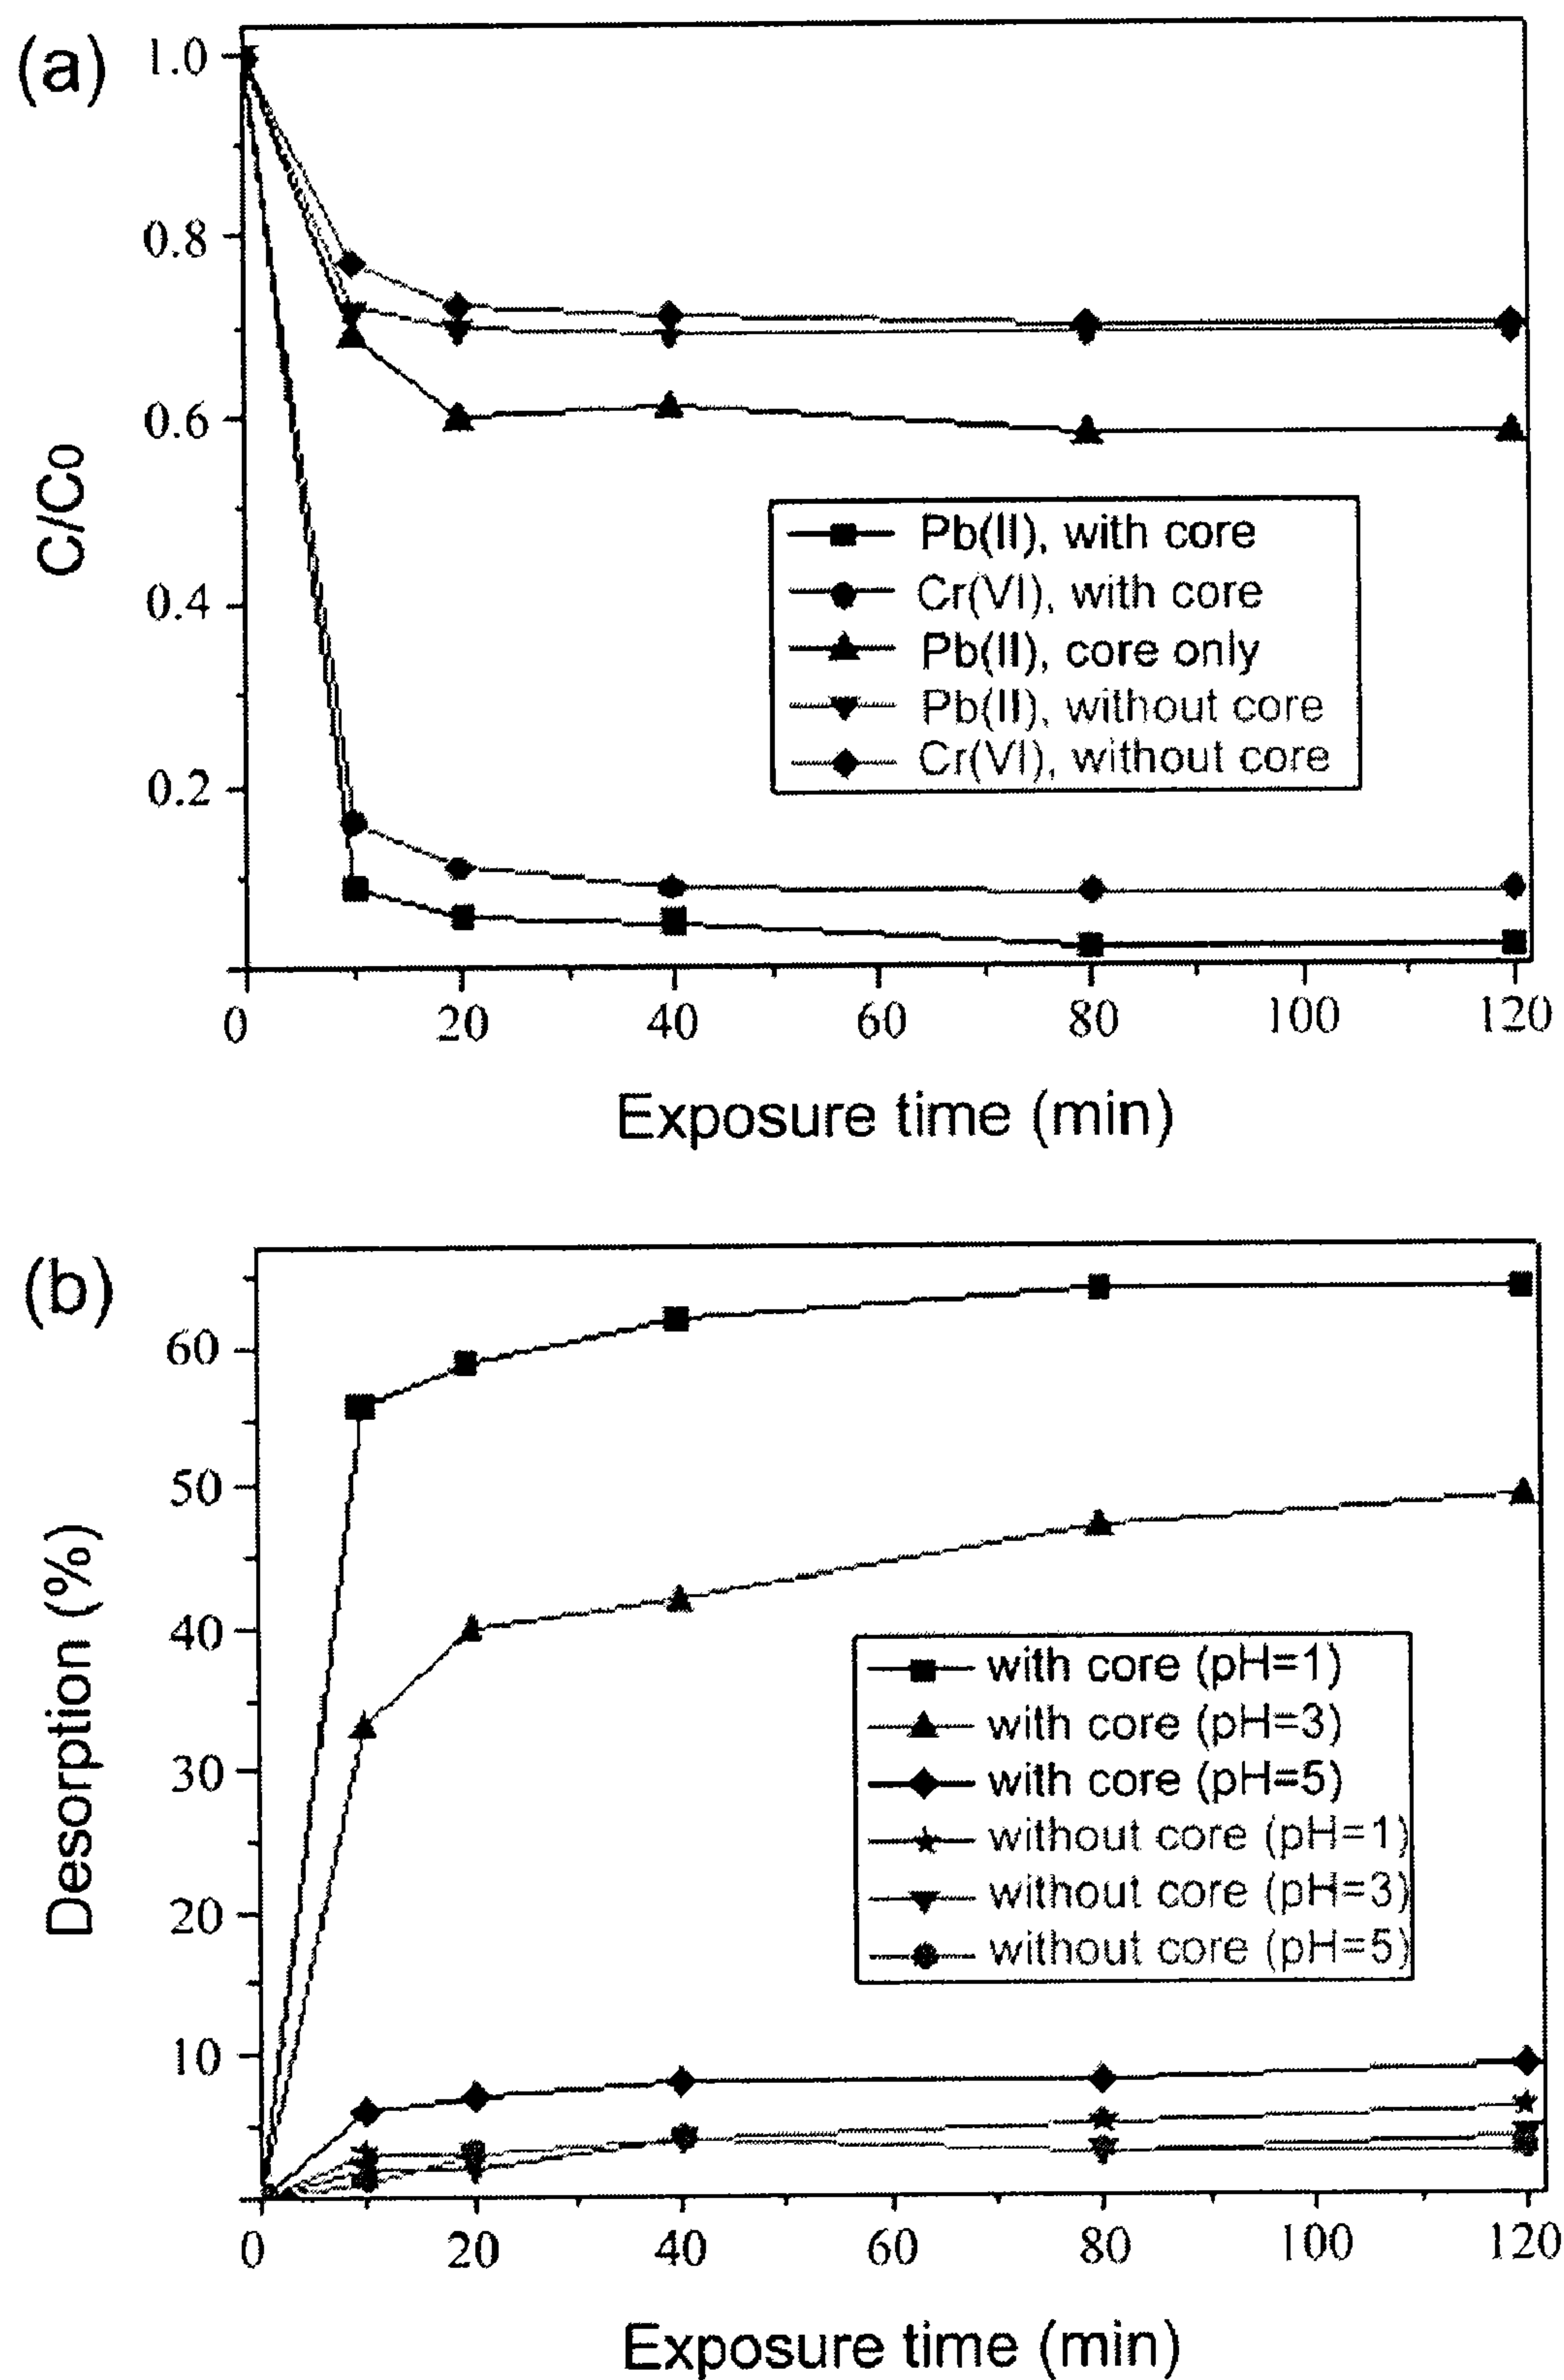 (a)
1.0
0.8
0.6
0.4
0.2
C/C0
Pb(II), with core
Cr(VI), with core
Pb(II), core only
Pb(II), without core
Cr(VI), without core
0 20 40 60 80 100 120
Exposure time (min)
(b)
60
50
40
30
20
10
Desorption (%)
with core (pH=1)
with core (pH=3)
with core (pH=5)
without core (pH=1)
without core (pH=3)
without core (pH=5)
0 20 40 60 80 100 120
Exposure time (min)